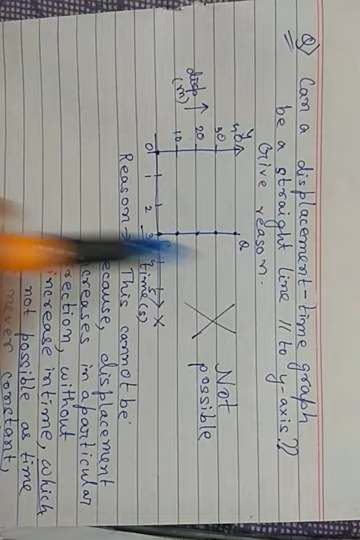 Q) Can a displacement-time graph
be a straight line // to y-axis??
Give reason.
y
40
30
20
10
0
disp
(m)
1
2
3
4
5
X
time(s)
Q
Not
possible
Reason → This cannot be
because, displacement
increases in a particular
direction, without
increase in time, which
not possible as time
never constant,